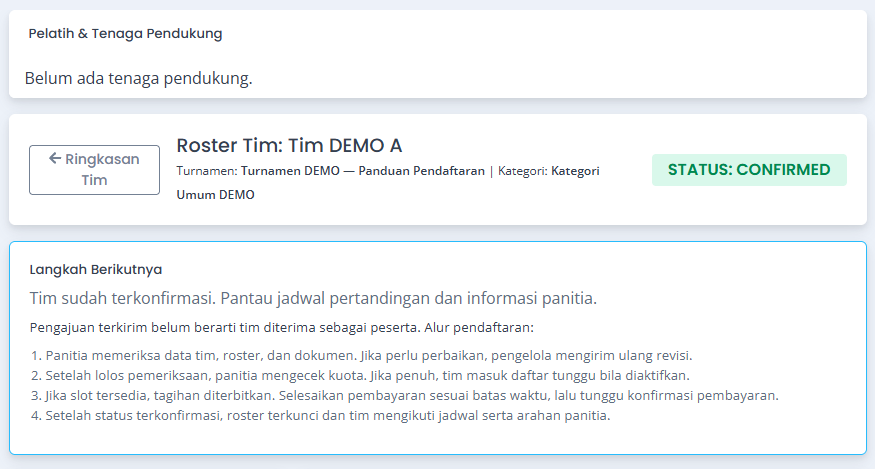 Pelatih & Tenaga Pendukung
Belum ada tenaga pendukung.
← Ringkasan
Tim
Roster Tim: Tim DEMO A
Turnamen: Turnamen DEMO — Panduan Pendaftaran | Kategori: Kategori
Umum DEMO
STATUS: CONFIRMED
Langkah Berikutnya
Tim sudah terkonfirmasi. Pantau jadwal pertandingan dan informasi panitia.
Pengajuan terkirim belum berarti tim diterima sebagai peserta. Alur pendaftaran:
1. Panitia memeriksa data tim, roster, dan dokumen. Jika perlu perbaikan, pengelola mengirim ulang revisi.
2. Setelah lolos pemeriksaan, panitia mengecek kuota. Jika penuh, tim masuk daftar tunggu bila diaktifkan.
3. Jika slot tersedia, tagihan diterbitkan. Selesaikan pembayaran sesuai batas waktu, lalu tunggu konfirmasi pembayaran.
4. Setelah status terkonfirmasi, roster terkunci dan tim mengikuti jadwal serta arahan panitia.